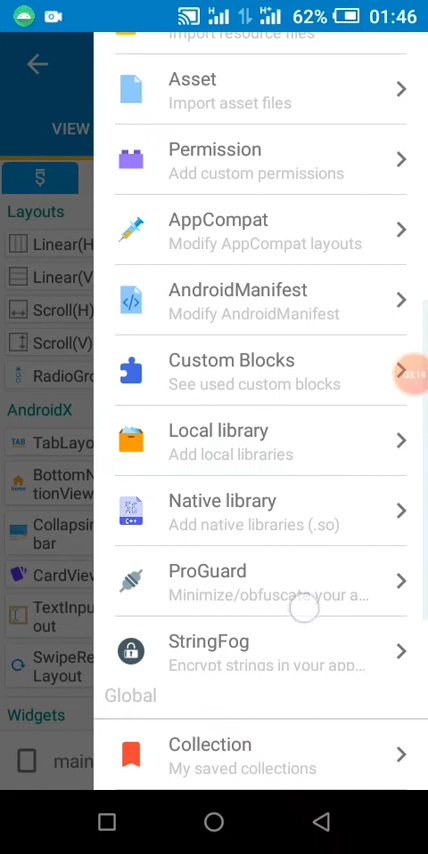 62% 01:46
Import resource files
Asset
Import asset files
VIEW
Permission
Add custom permissions
Layouts
AppCompat
Modify AppCompat layouts
Linear(H
Linear(V
AndroidManifest
Modify AndroidManifest
Scroll(H)
Scroll(V)
Custom Blocks
See used custom blocks
03:14
RadioGro
AndroidX
Local library
Add local libraries
TabLayo
BottomN
tionView
Native library
Add native libraries (.so)
Collapsin
bar
ProGuard
Minimize/obfuscate your a...
CardView
TextInpu
out
StringFog
Encrypt strings in your app...
SwipeRe
Layout
Global
Widgets
Collection
My saved collections
main